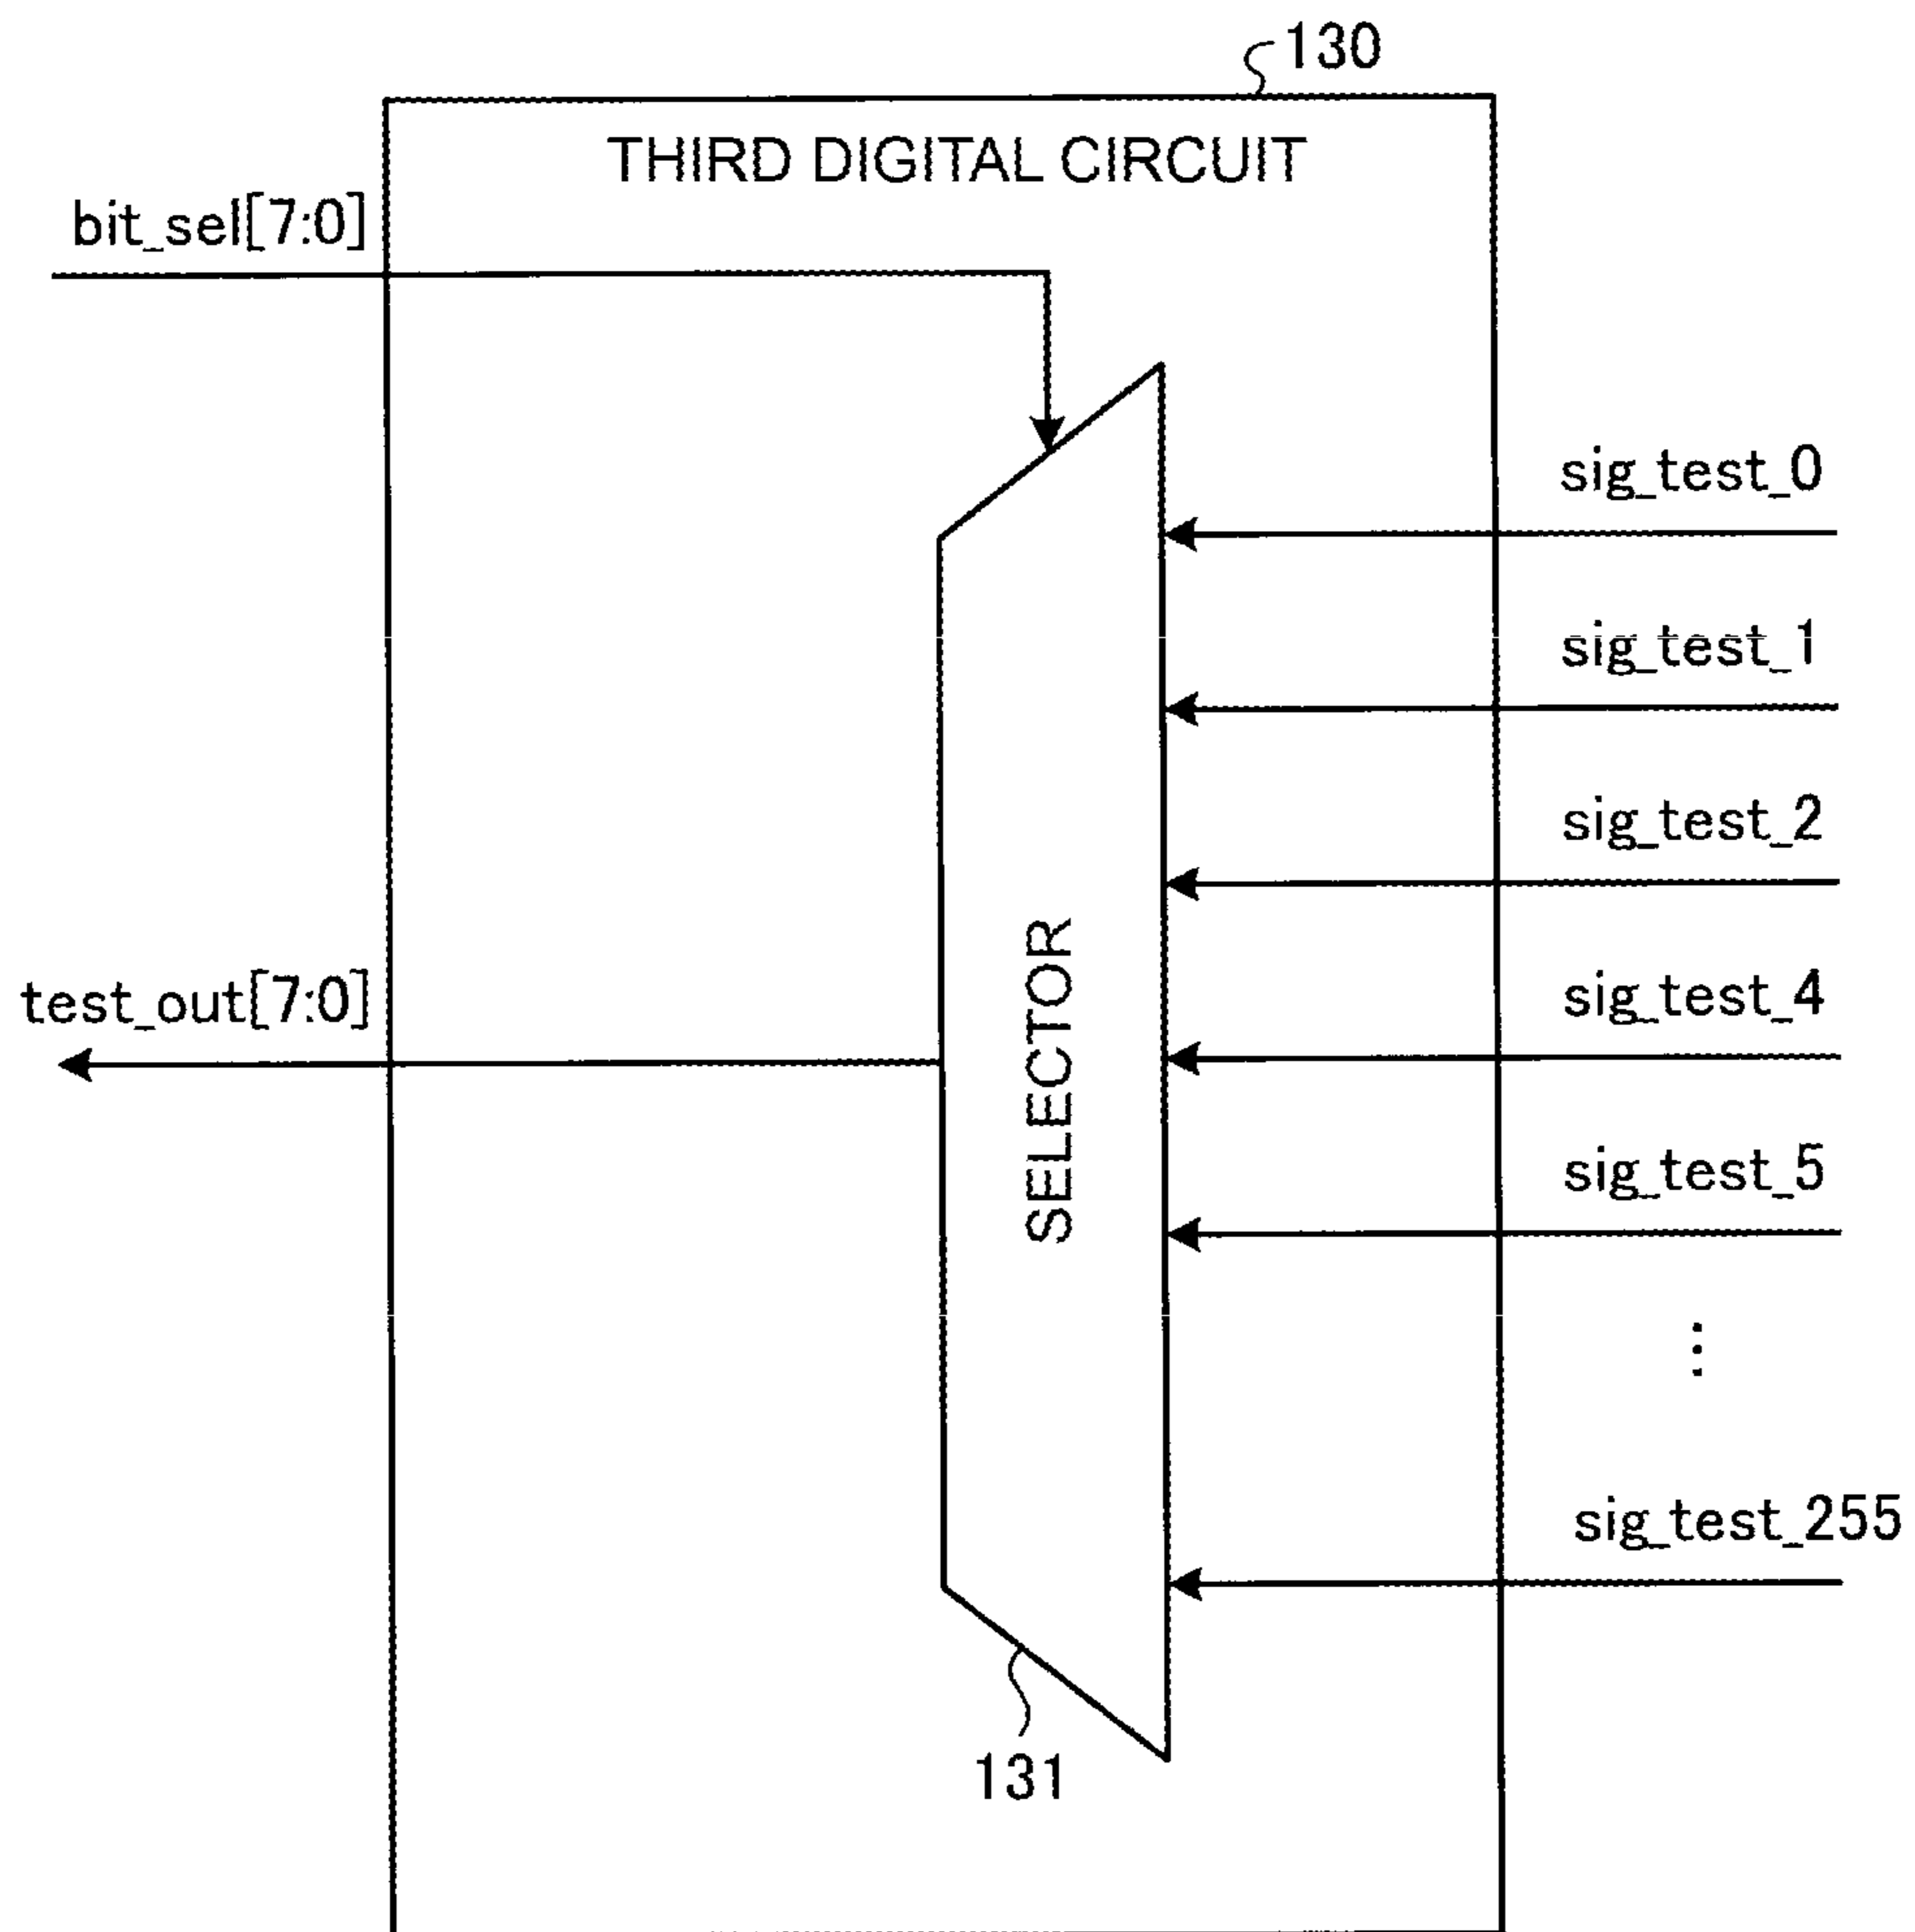 130
THIRD DIGITAL CIRCUIT
bit_sel[7:0]
sig_test_0
sig_test_1
sig_test_2
test_out[7:0]
sig_test_4
SELECTOR
sig_test_5
⋮
sig_test_255
131